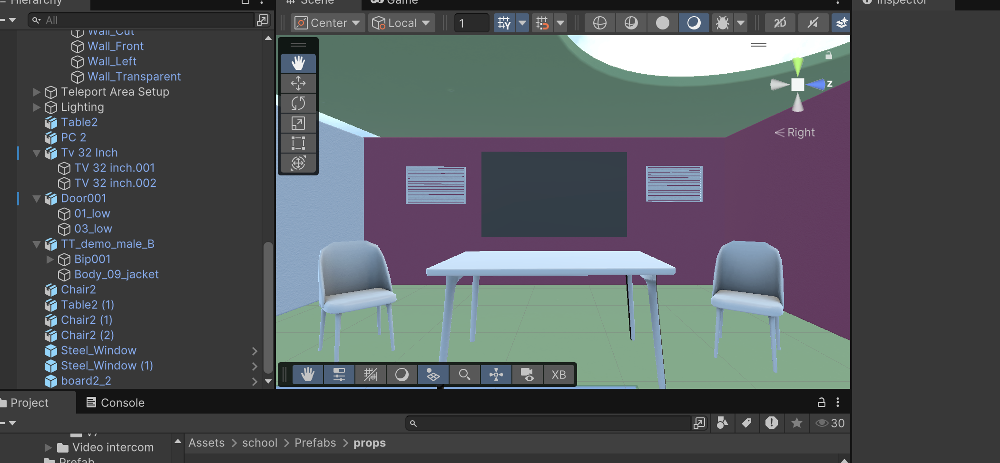 Hierarchy
All
Wall_Cut
Wall_Front
Wall_Left
Wall_Transparent
Teleport Area Setup
Lighting
Table2
PC 2
Tv 32 Inch
TV 32 inch.001
TV 32 inch.002
Door001
01_low
03_low
TT_demo_male_B
Bip001
Body_09_jacket
Chair2
Table2 (1)
Chair2 (1)
Chair2 (2)
Steel_Window
Steel_Window (1)
board2_2
Scene
Game
Center
Local
1
2D
z
Right
XB
Inspector
Project
Console
30
Video intercom
Prefab
Assets > school > Prefabs > props